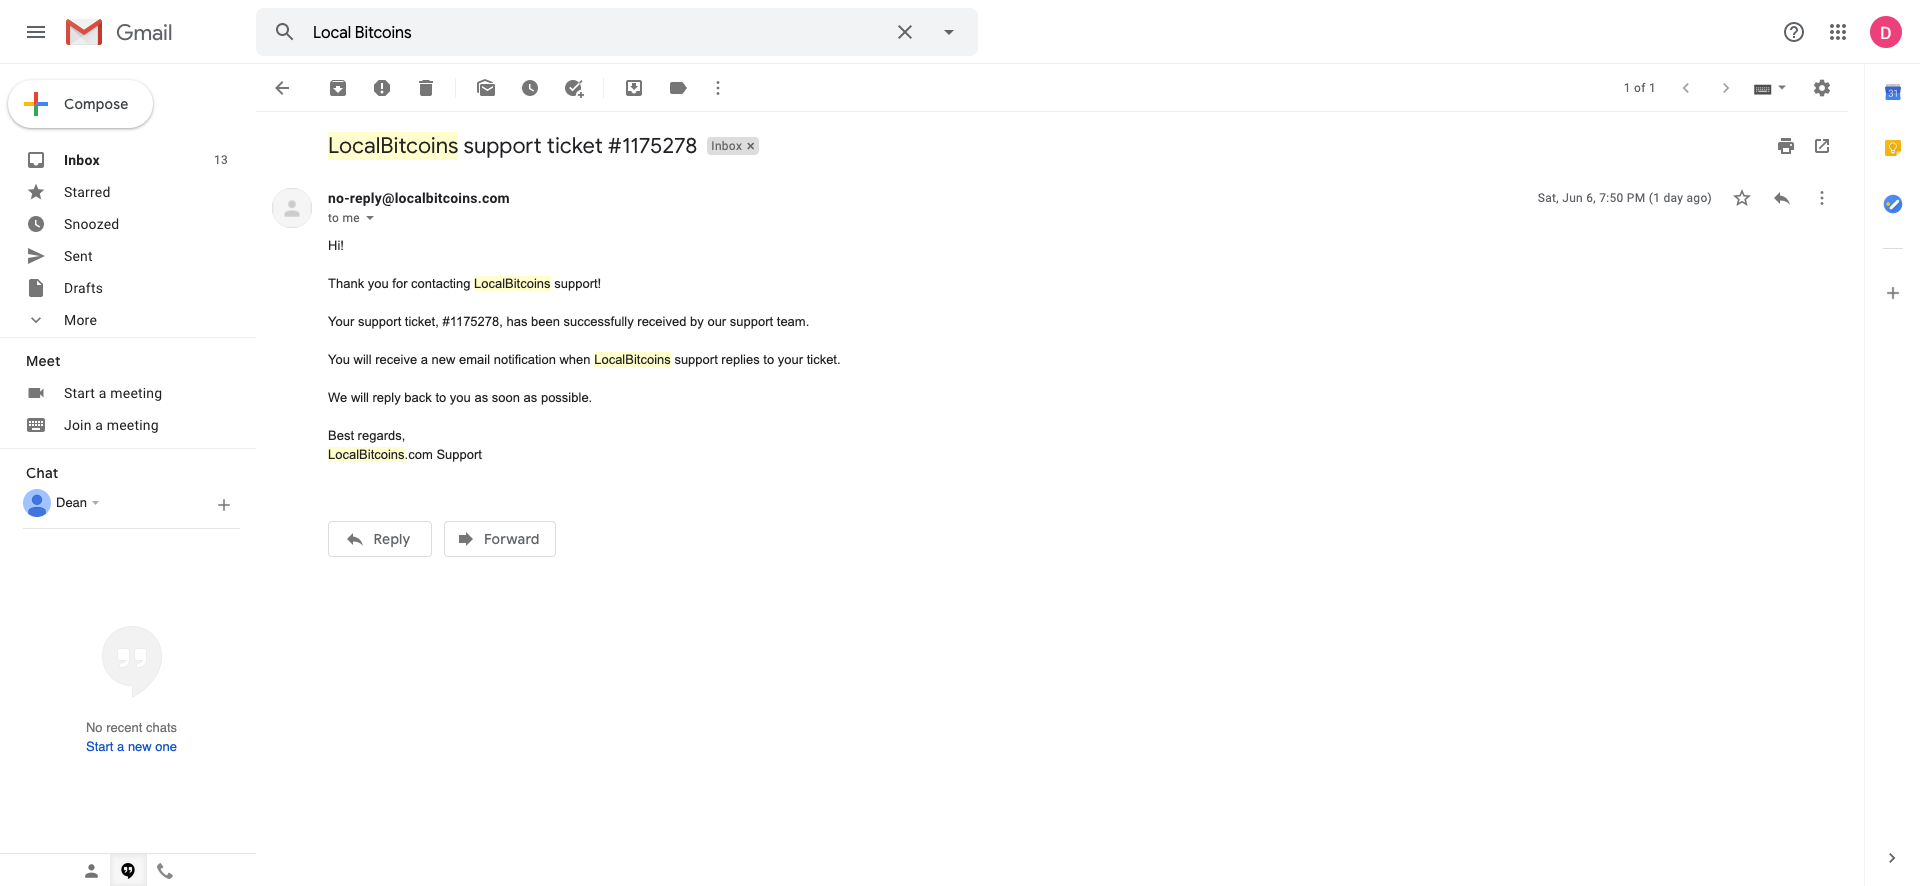 Gmail
Local Bitcoins
D
Compose
1 of 1
31
LocalBitcoins support ticket #1175278 Inbox ×
Inbox 13
Starred
Snoozed
Sent
Drafts
More
Meet
Start a meeting
Join a meeting
Chat
Dean
No recent chats
Start a new one
no-reply@localbitcoins.com
Sat, Jun 6, 7:50 PM (1 day ago)
to me
Hi!
Thank you for contacting LocalBitcoins support!
Your support ticket, #1175278, has been successfully received by our support team.
You will receive a new email notification when LocalBitcoins support replies to your ticket.
We will reply back to you as soon as possible.
Best regards,
LocalBitcoins.com Support
Reply
Forward